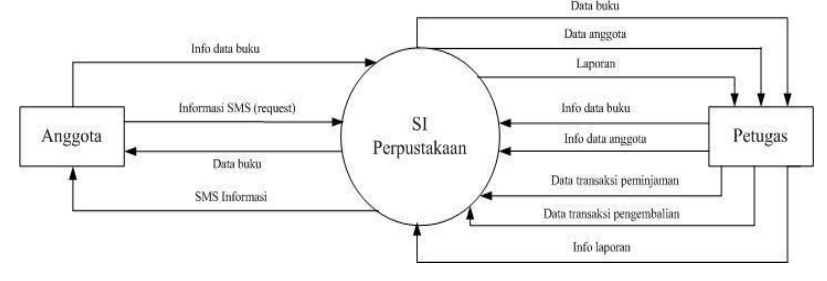 Data buku
Data anggota
Info data buku
Laporan
Informasi SMS (request)
Info data buku
SI
Perpustakaan
Anggota
Petugas
Info data anggota
Data buku
Data transaksi peminjaman
SMS Informasi
Data transaksi pengembalian
Info laporan